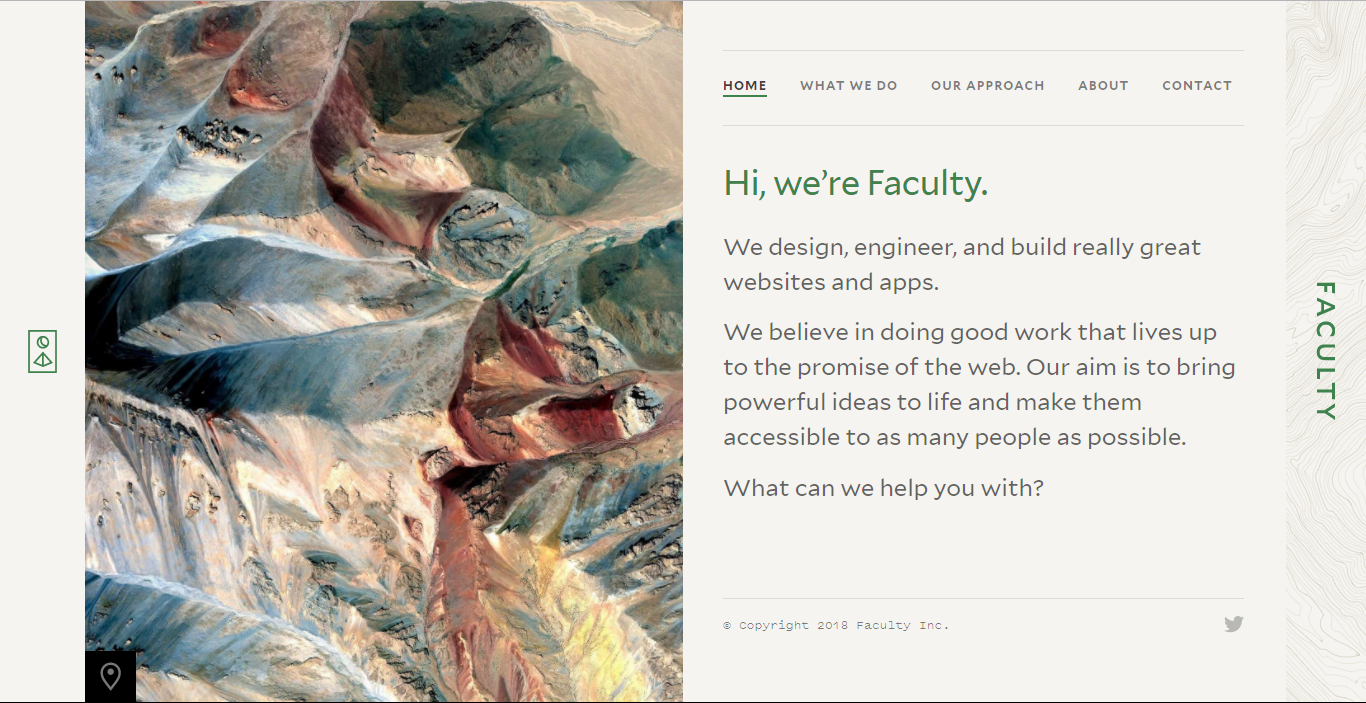 HOME WHAT WE DO OUR APPROACH ABOUT CONTACT
Hi, we’re Faculty.
We design, engineer, and build really great
websites and apps.
We believe in doing good work that lives up
to the promise of the web. Our aim is to bring
powerful ideas to life and make them
accessible to as many people as possible.
What can we help you with?
© Copyright 2018 Faculty Inc.
FACULTY